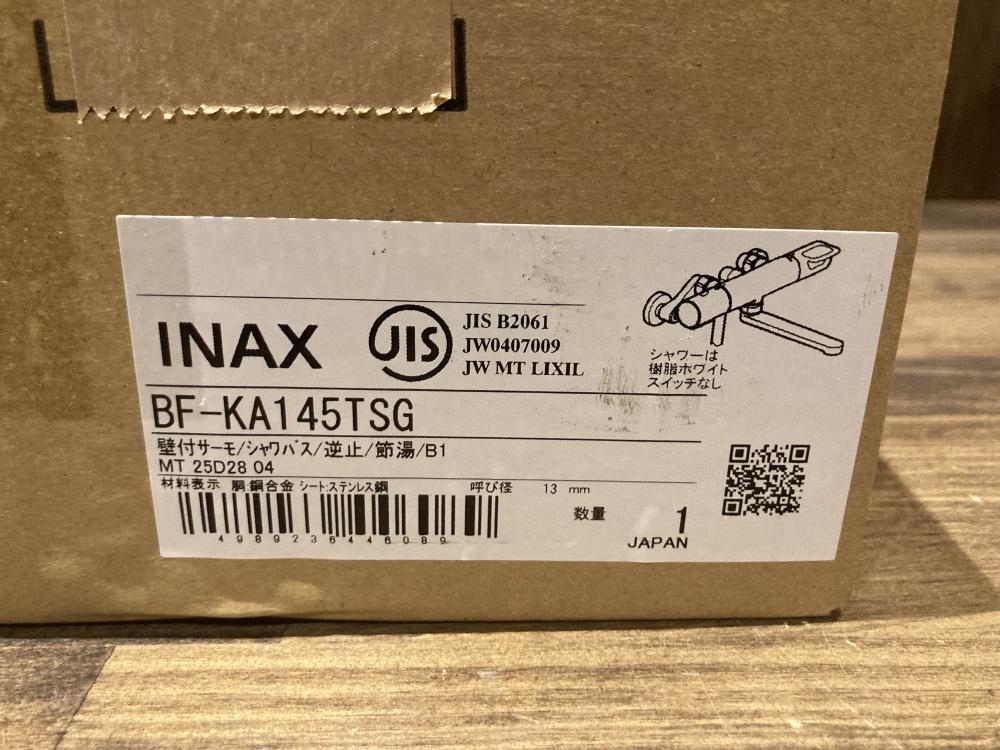 INAX
JIS
JIS B2061
JW0407009
JW MT LIXIL
シャワーは
樹脂ホワイト
スイッチなし
BF-KA145TSG
壁付サーモ/シャワバス/逆止/節湯/B1
MT 25D28 04
材料表示 胴:銅合金 シート:ステンレス鋼 呼び径 13 mm
4989236446089
数量 1
JAPAN